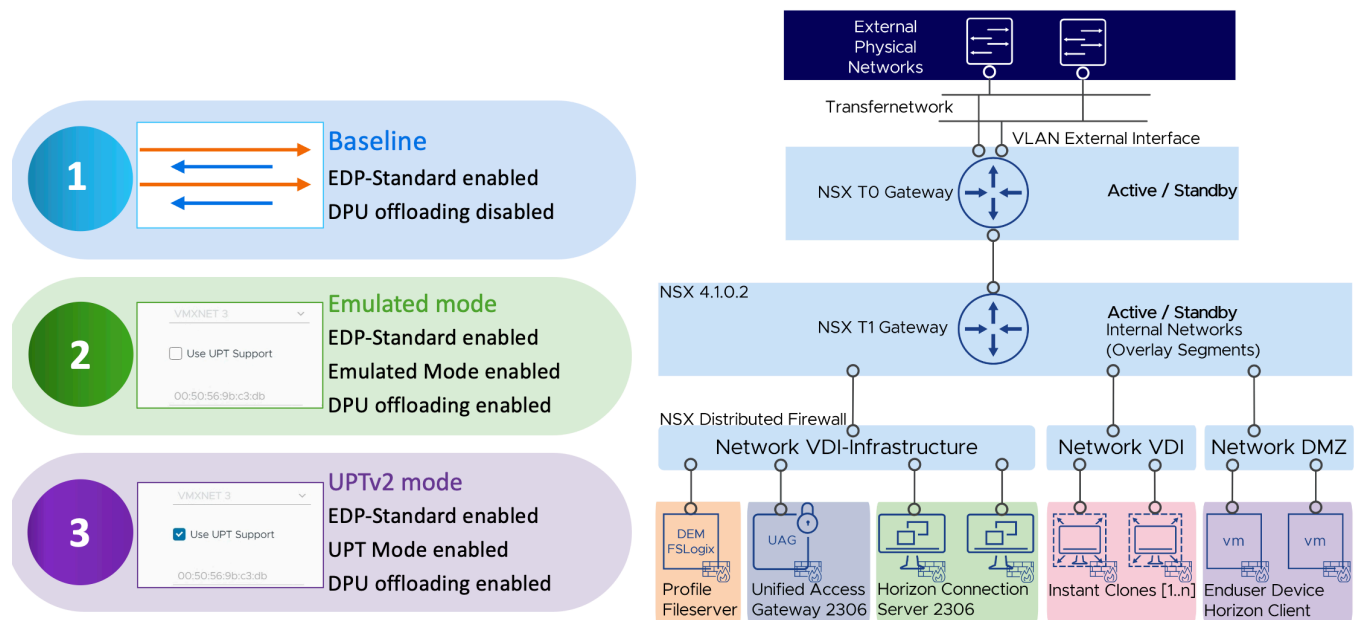 1
Baseline
EDP-Standard enabled
DPU offloading disabled
2
VMXNET 3
Use UPT Support
00:50:56:9b:c3:db
Emulated mode
EDP-Standard enabled
Emulated Mode enabled
DPU offloading enabled
3
VMXNET 3
Use UPT Support
00:50:56:9b:c3:db
UPTv2 mode
EDP-Standard enabled
UPT Mode enabled
DPU offloading enabled
External
Physical
Networks
Transfernetwork
VLAN External Interface
NSX T0 Gateway
Active / Standby
NSX 4.1.0.2
NSX T1 Gateway
Active / Standby
Internal Networks
(Overlay Segments)
NSX Distributed Firewall
Network VDI-Infrastructure
Network VDI
Network DMZ
DEM
FSLogix
Profile
Fileserver
UAG
Unified Access
Gateway 2306
Horizon Connection
Server 2306
Instant Clones [1..n]
vm
vm
Enduser Device
Horizon Client